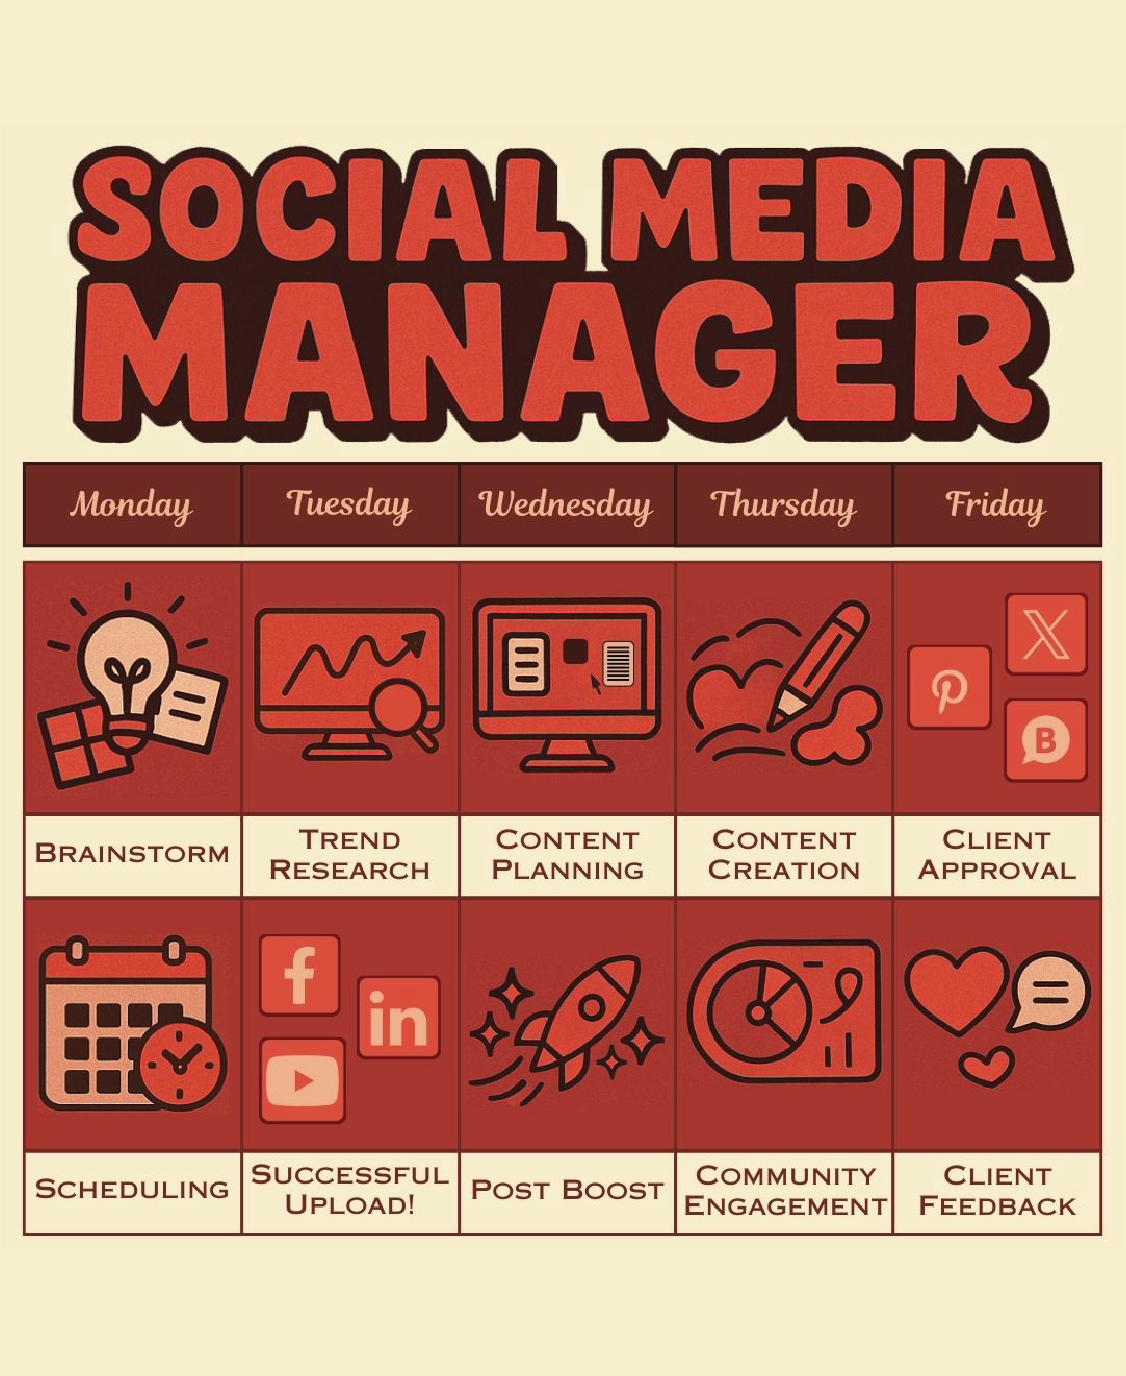 SOCIAL MEDIA
MANAGER
Monday Tuesday Wednesday Thursday Friday
X
B
BRAINSTORM
TREND
RESEARCH
CONTENT
PLANNING
CONTENT
CREATION
CLIENT
APPROVAL
f
in
SCHEDULING
SUCCESSFUL
UPLOAD!
POST BOOST
COMMUNITY
ENGAGEMENT
CLIENT
FEEDBACK